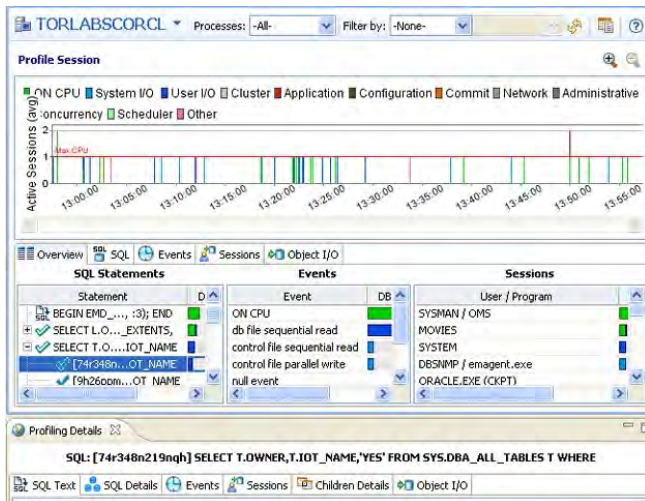 TORLABSCORCL Processes: -All- Filter by: -None-
Profile Session
ON CPU System I/O User I/O Cluster Application Configuration Commit Network Administrative
Concurrency Scheduler Other
Active Sessions (avg)
2
Max CPU
1
0
13:00:00 13:05:00 13:10:00 13:15:00 13:20:00 13:25:00 13:30:00 13:35:00 13:40:00 13:45:00 13:50:00 13:55:00
Overview SQL Events Sessions Object I/O
SQL Statements Events Sessions
Statement D Event DB User / Program
BEGIN EMD_..., :3); END ON CPU SYSMAN / OMS
SELECT L.O...._EXTENTS, db file sequential read MOVIES
SELECT T.O....IOT_NAME control file sequential read SYSTEM
[74r348n...OT_NAME control file parallel write DBSNMP / emagent.exe
[9h26ppm...OT_NAME null event ORACLE.EXE (CKPT)
Profiling Details
SQL: [74r348n219nqh] SELECT T.OWNER,T.IOT_NAME,'YES' FROM SYS.DBA_ALL_TABLES T WHERE
SQL Text SQL Details Events Sessions Children Details Object I/O